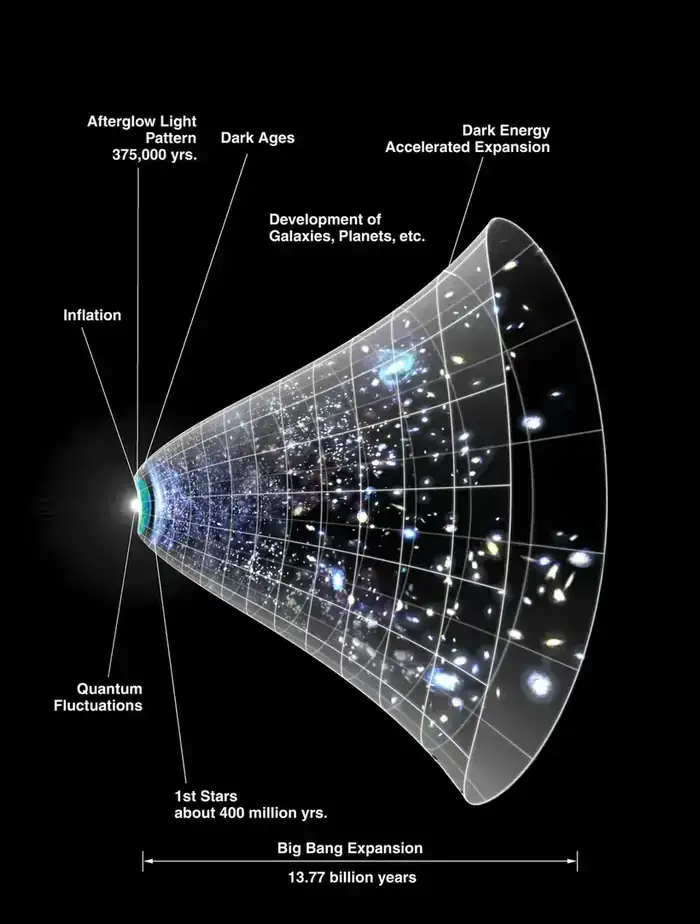 Afterglow Light
Pattern
375,000 yrs.
Dark Ages
Dark Energy
Accelerated Expansion
Development of
Galaxies, Planets, etc.
Inflation
Quantum
Fluctuations
1st Stars
about 400 million yrs.
Big Bang Expansion
13.77 billion years